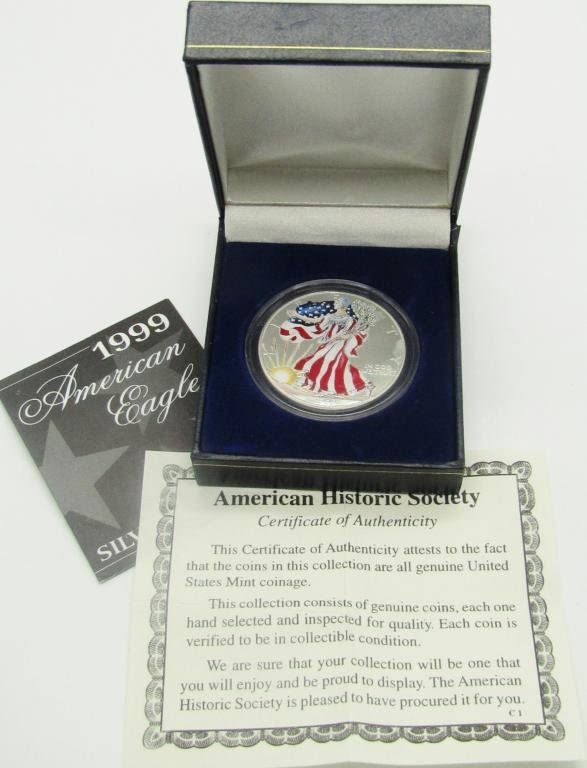 IN GOD
WE TRUST
1999
American
Eagle
SILV
American Historic Society
Certificate of Authenticity
This Certificate of Authenticity attests to the fact
that the coins in this collection are all genuine United
States Mint coinage.
This collection consists of genuine coins, each one
hand selected and inspected for quality. Each coin is
verified to be in collectible condition.
We are sure that your collection will be one that
you will enjoy and be proud to display. The American
Historic Society is pleased to have procured it for you.
C1